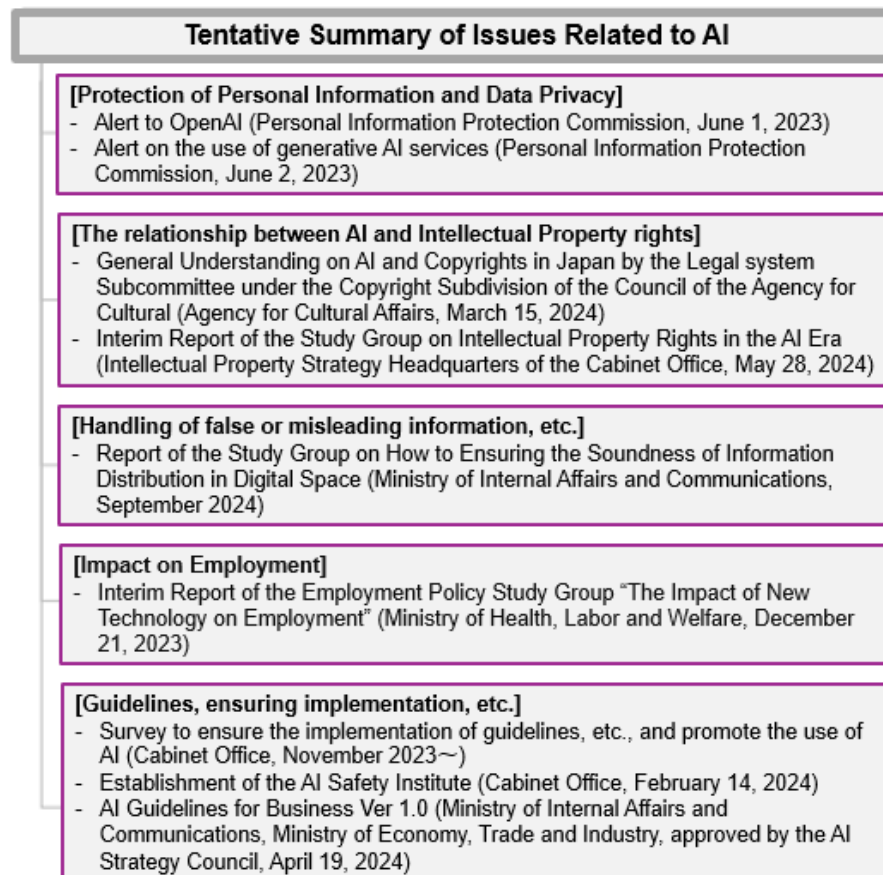 Tentative Summary of Issues Related to AI
[Protection of Personal Information and Data Privacy]
- Alert to OpenAI (Personal Information Protection Commission, June 1, 2023)
- Alert on the use of generative AI services (Personal Information Protection
Commission, June 2, 2023)
[The relationship between AI and Intellectual Property rights]
- General Understanding on AI and Copyrights in Japan by the Legal system
Subcommittee under the Copyright Subdivision of the Council of the Agency for
Cultural (Agency for Cultural Affairs, March 15, 2024)
- Interim Report of the Study Group on Intellectual Property Rights in the AI Era
(Intellectual Property Strategy Headquarters of the Cabinet Office, May 28, 2024)
[Handling of false or misleading information, etc.]
- Report of the Study Group on How to Ensuring the Soundness of Information
Distribution in Digital Space (Ministry of Internal Affairs and Communications,
September 2024)
[Impact on Employment]
- Interim Report of the Employment Policy Study Group “The Impact of New
Technology on Employment” (Ministry of Health, Labor and Welfare, December
21, 2023)
[Guidelines, ensuring implementation, etc.]
- Survey to ensure the implementation of guidelines, etc., and promote the use of
AI (Cabinet Office, November 2023～)
- Establishment of the AI Safety Institute (Cabinet Office, February 14, 2024)
- AI Guidelines for Business Ver 1.0 (Ministry of Internal Affairs and
Communications, Ministry of Economy, Trade and Industry, approved by the AI
Strategy Council, April 19, 2024)